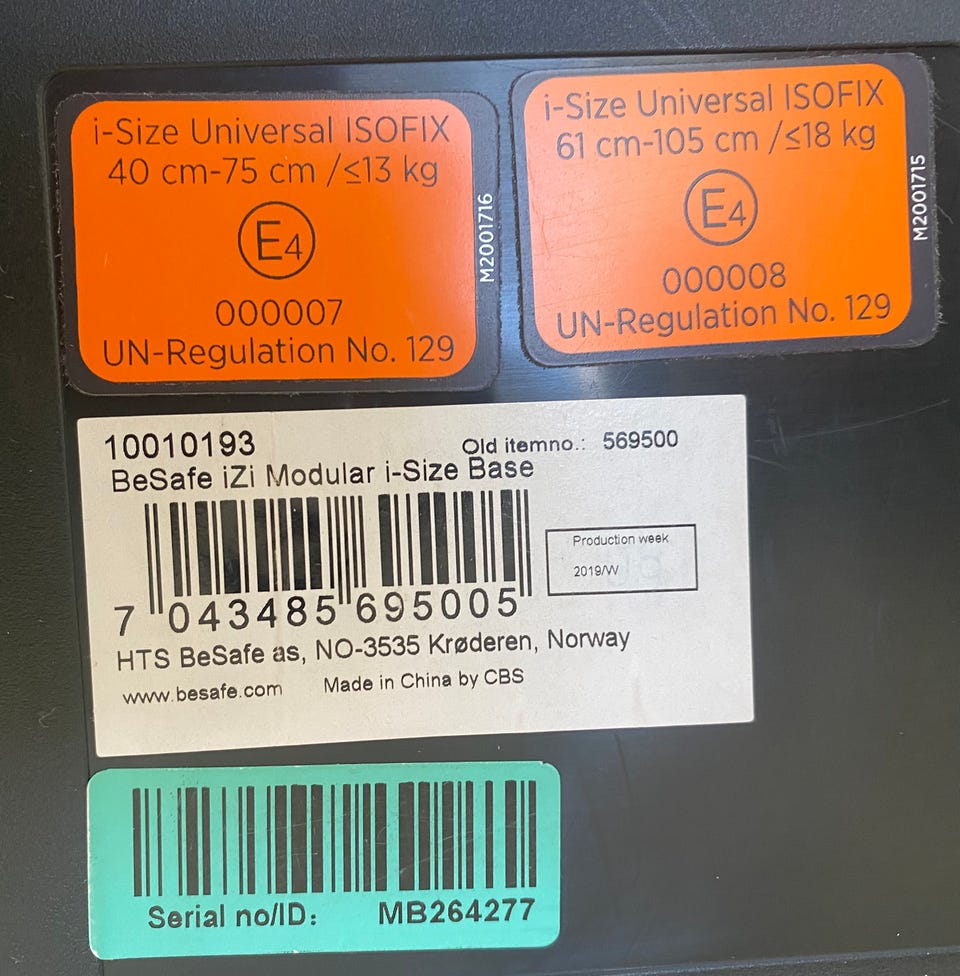 i-Size Universal ISOFIX
40 cm-75 cm /≤13 kg
E4
000007
UN-Regulation No. 129
M2001716
i-Size Universal ISOFIX
61 cm-105 cm /≤18 kg
E4
000008
UN-Regulation No. 129
M2001715
10010193 Old itemno.: 569500
BeSafe iZi Modular i-Size Base
Production week
2019/W
7 043485 695005
HTS BeSafe as, NO-3535 Krøderen, Norway
www.besafe.com Made in China by CBS
Serial no/ID: MB264277